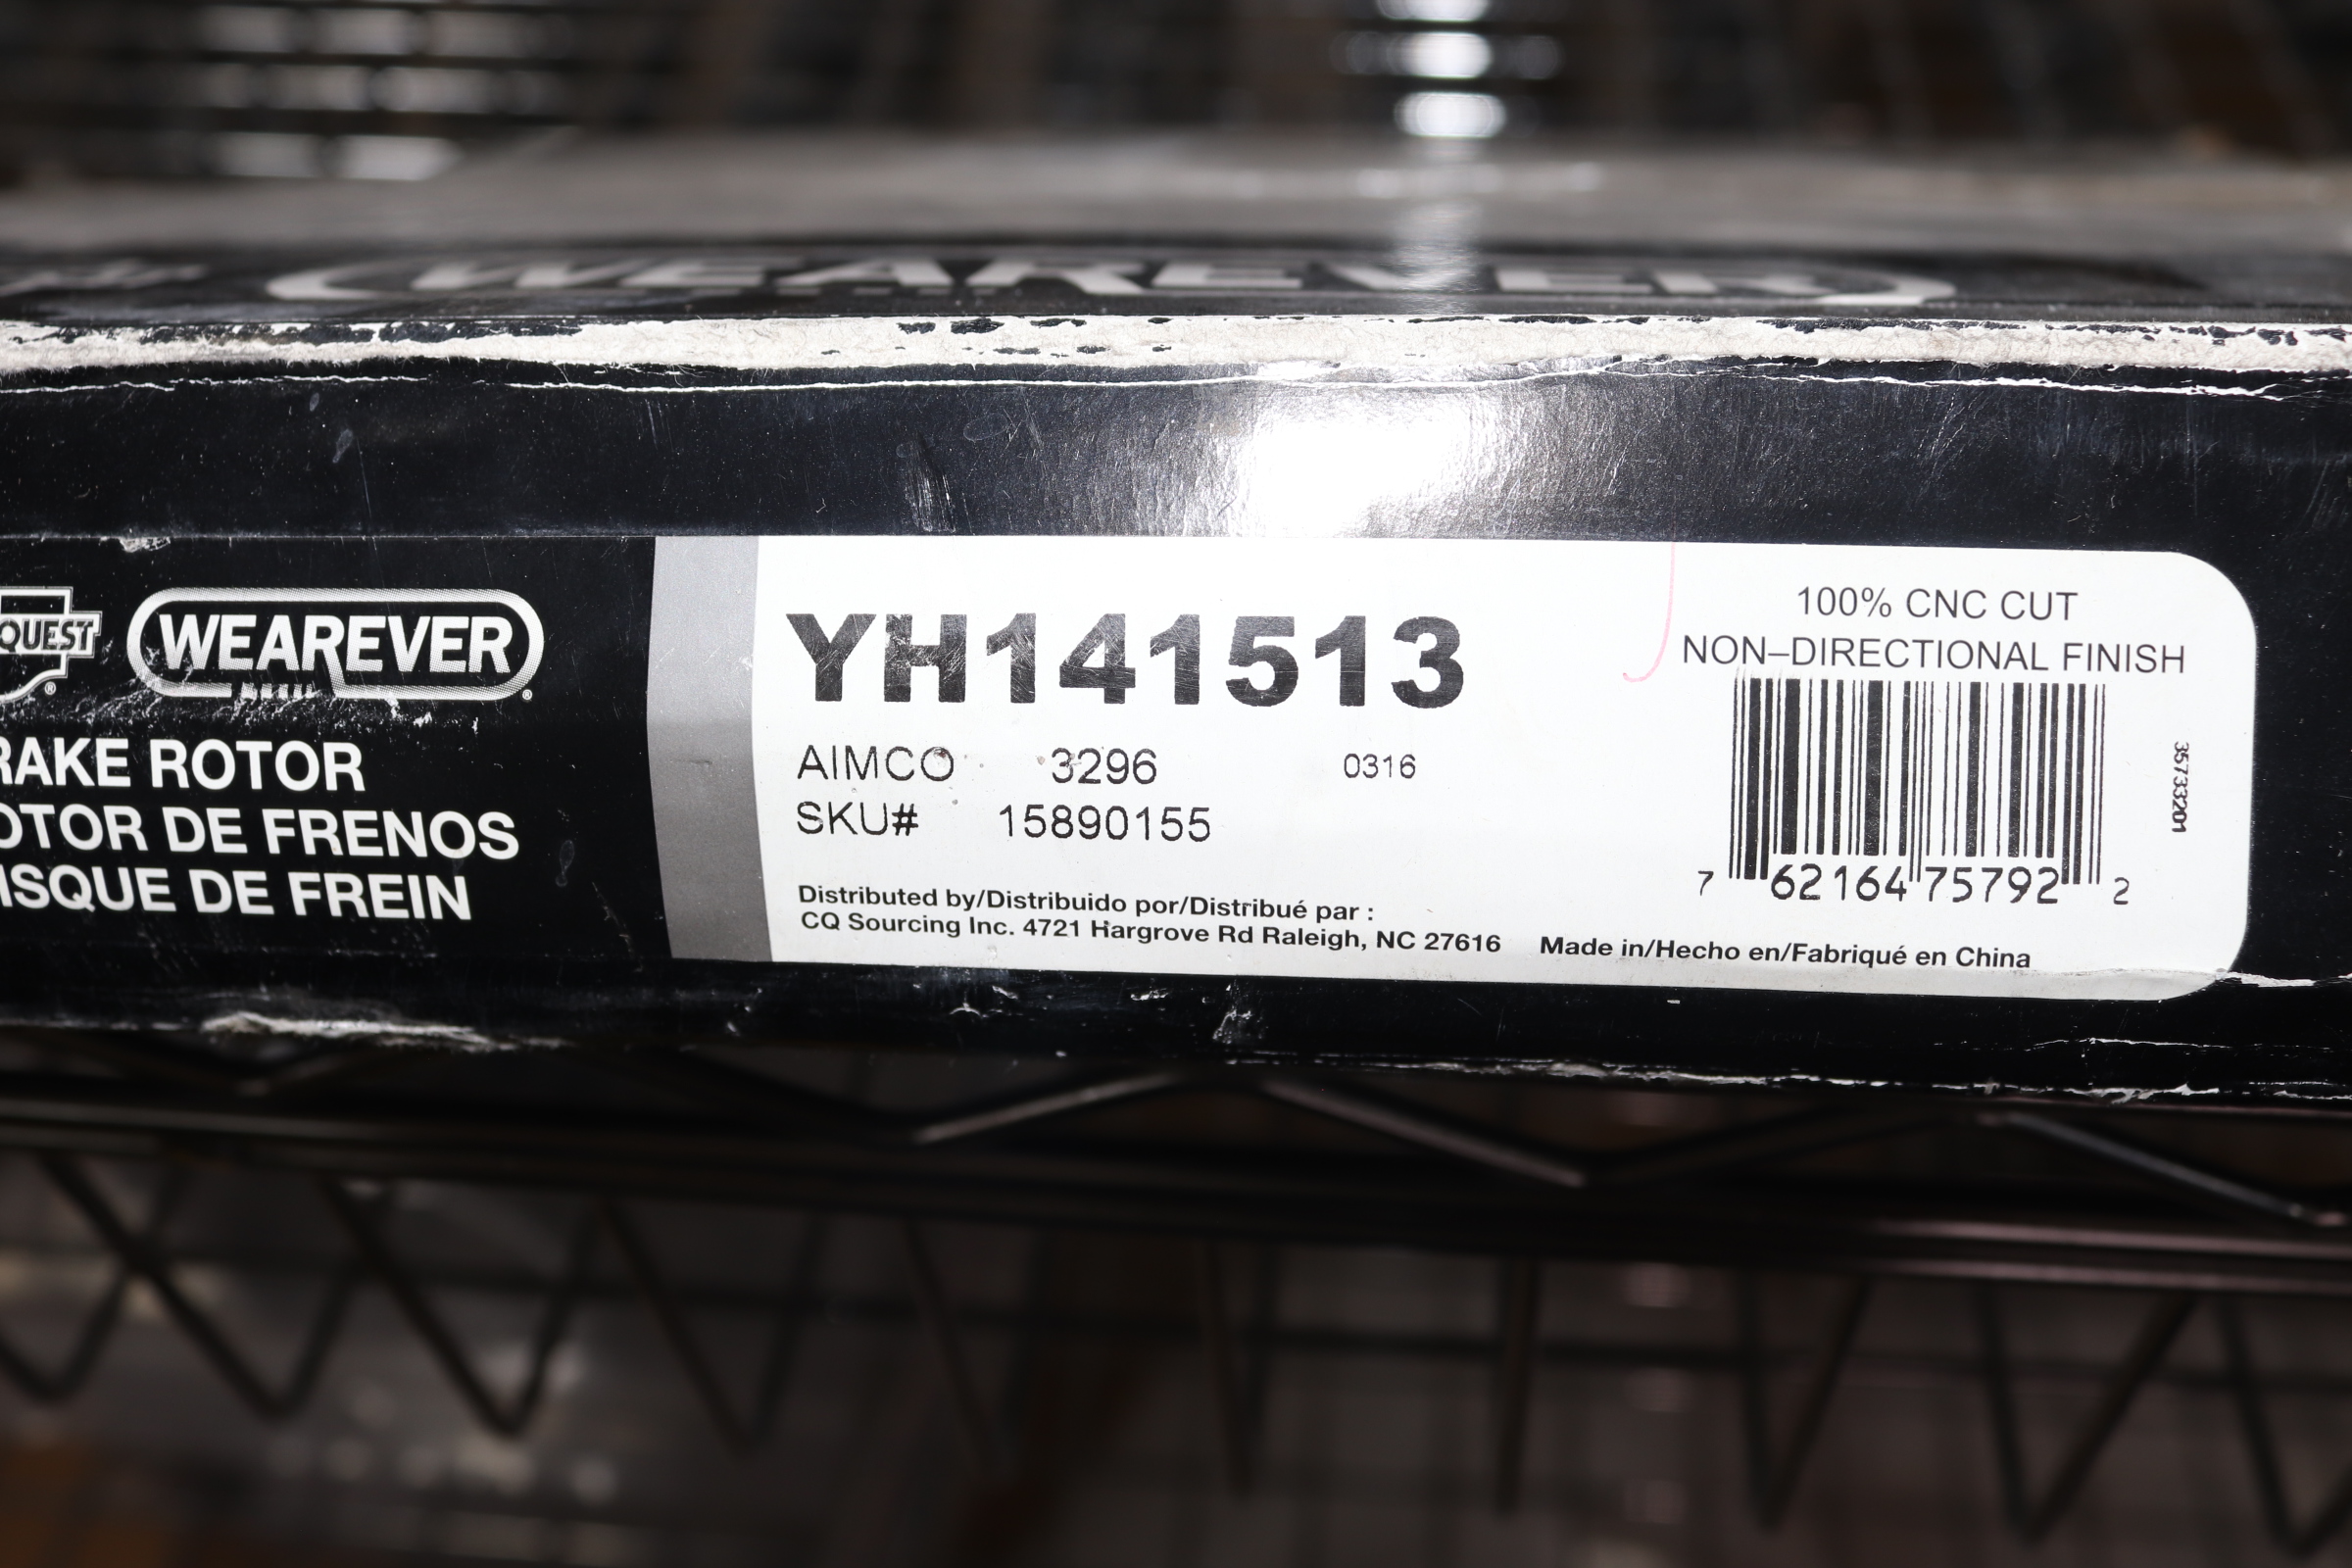 WEAREVER
QUEST
®
WEAREVER
RAKE ROTOR
OTOR DE FRENOS
ISQUE DE FREIN
YH141513
AIMCO 3296 0316
SKU# 15890155
Distributed by/Distribuido por/Distribué par :
CQ Sourcing Inc. 4721 Hargrove Rd Raleigh, NC 27616
Made in/Hecho en/Fabriqué en China
100% CNC CUT
NON–DIRECTIONAL FINISH
7 62164 75792 2
35733201